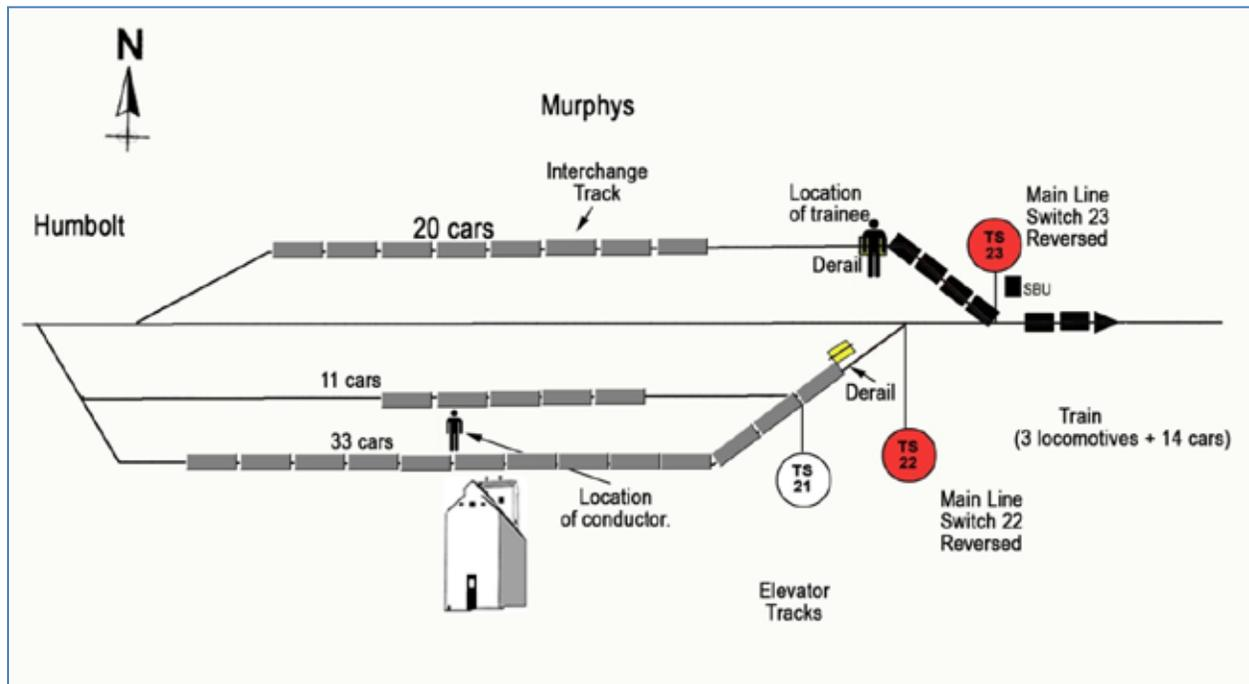 N
Murphys
Humbolt
Interchange
Track
20 cars
Location
of trainee
Derail
Main Line
Switch 23
Reversed
TS
23
SBU
11 cars
33 cars
Derail
Location
of conductor.
TS
21
TS
22
Train
(3 locomotives + 14 cars)
Main Line
Switch 22
Reversed
Elevator
Tracks